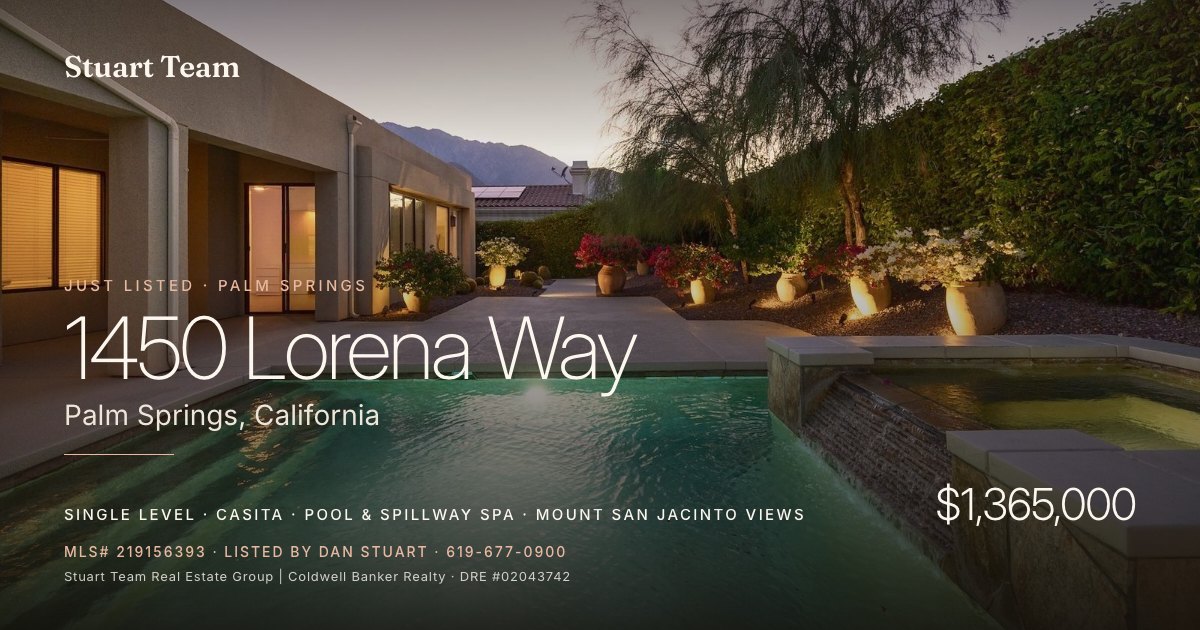 Stuart Team
JUST LISTED · PALM SPRINGS
1450 Lorena Way
Palm Springs, California
SINGLE LEVEL · CASITA · POOL & SPILLWAY SPA · MOUNT SAN JACINTO VIEWS
$1,365,000
MLS# 219156393 · LISTED BY DAN STUART · 619-677-0900
Stuart Team Real Estate Group | Coldwell Banker Realty · DRE #02043742